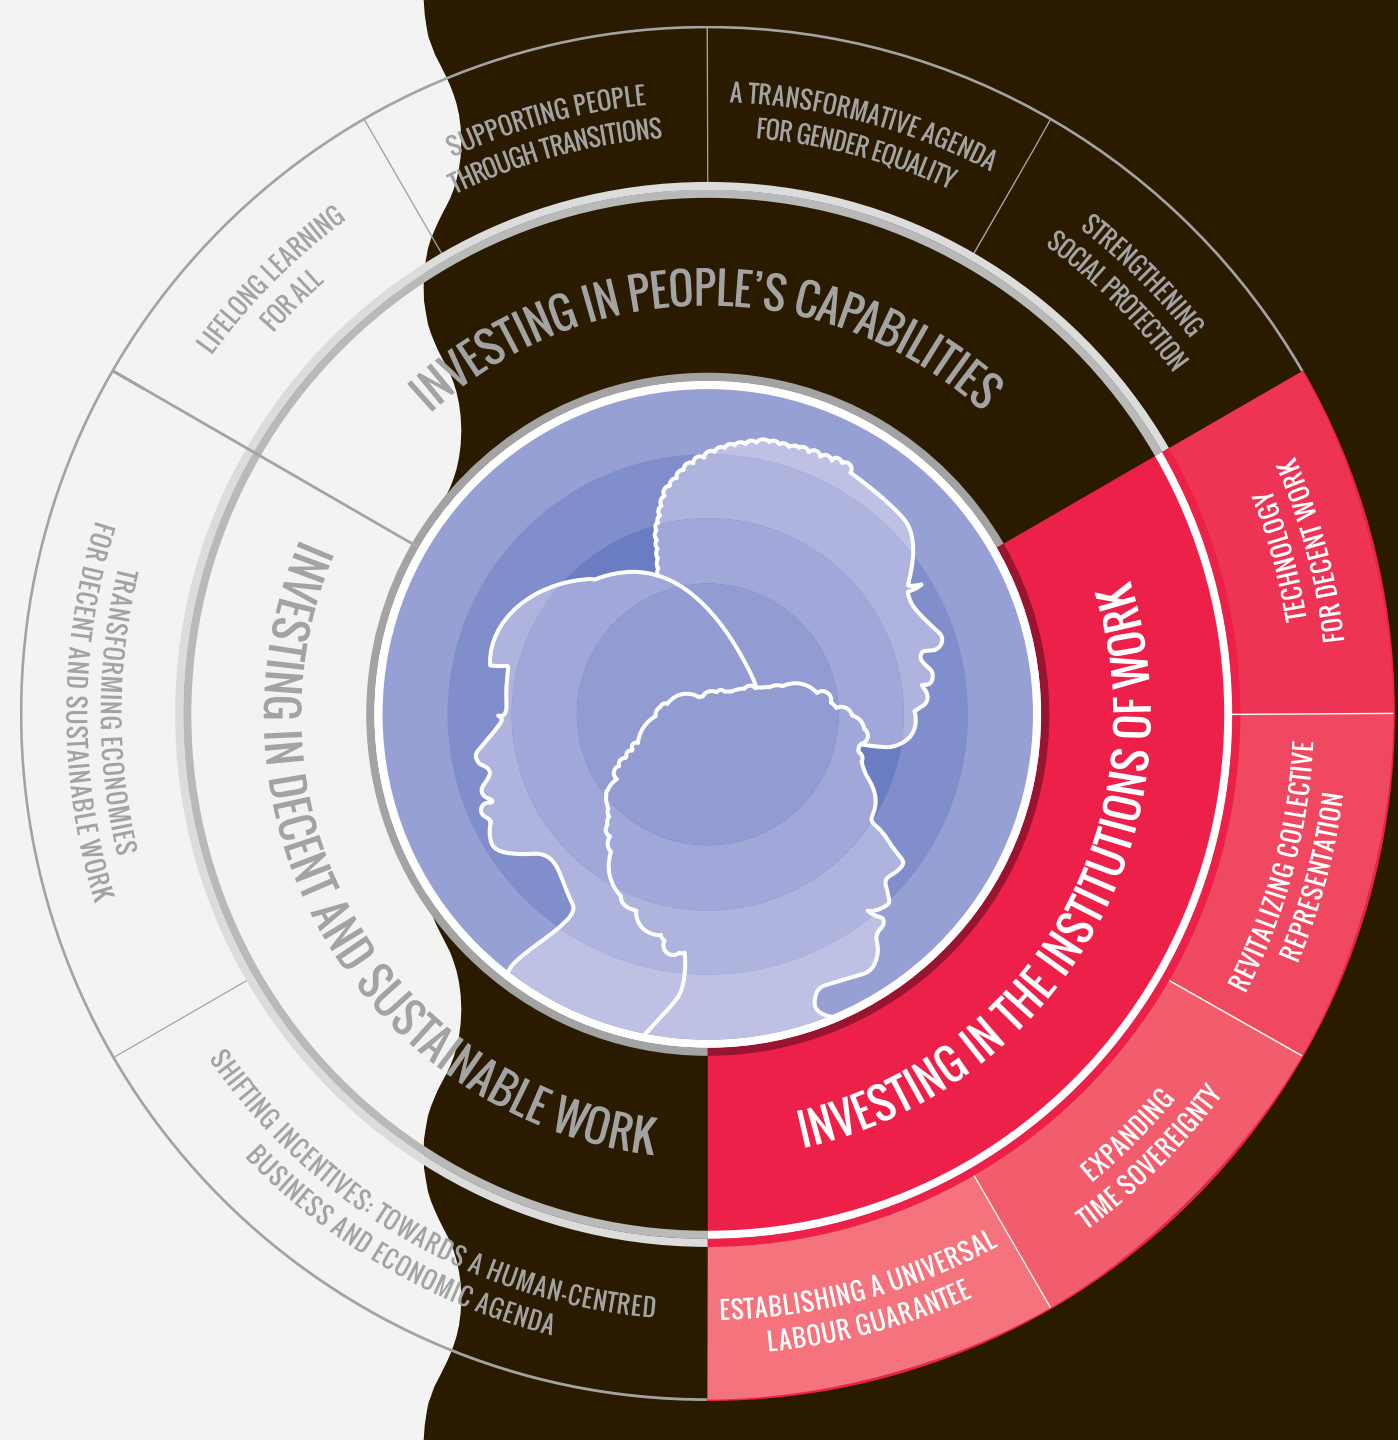 SUPPORTING PEOPLE
THROUGH TRANSITIONS
A TRANSFORMATIVE AGENDA
FOR GENDER EQUALITY
STRENGTHENING
SOCIAL PROTECTION
LIFELONG LEARNING
FOR ALL
INVESTING IN PEOPLE’S CAPABILITIES
TECHNOLOGY
FOR DECENT WORK
REVITALIZING COLLECTIVE
REPRESENTATION
EXPANDING
TIME SOVEREIGNTY
ESTABLISHING A UNIVERSAL
LABOUR GUARANTEE
INVESTING IN THE INSTITUTIONS OF WORK
TRANSFORMING ECONOMIES
FOR DECENT AND SUSTAINABLE WORK
SHIFTING INCENTIVES: TOWARDS A HUMAN-CENTRED
BUSINESS AND ECONOMIC AGENDA
INVESTING IN DECENT AND SUSTAINABLE WORK